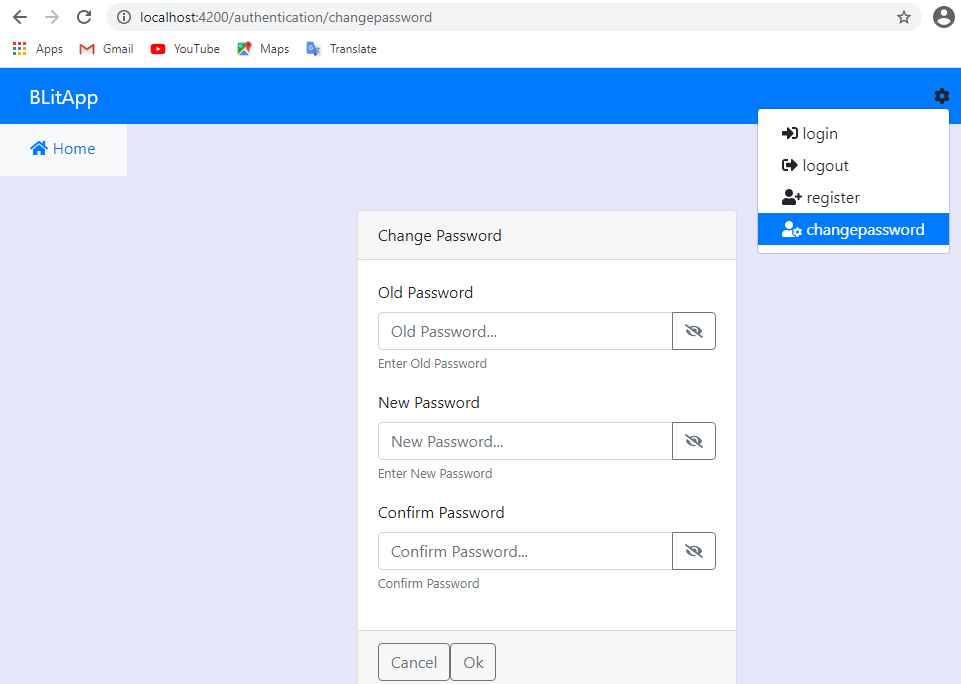 localhost:4200/authentication/changepassword
Apps Gmail YouTube Maps Translate
BLitApp
Home
login
logout
register
changepassword
Change Password
Old Password
Old Password...
Enter Old Password
New Password
New Password...
Enter New Password
Confirm Password
Confirm Password...
Confirm Password
Cancel Ok